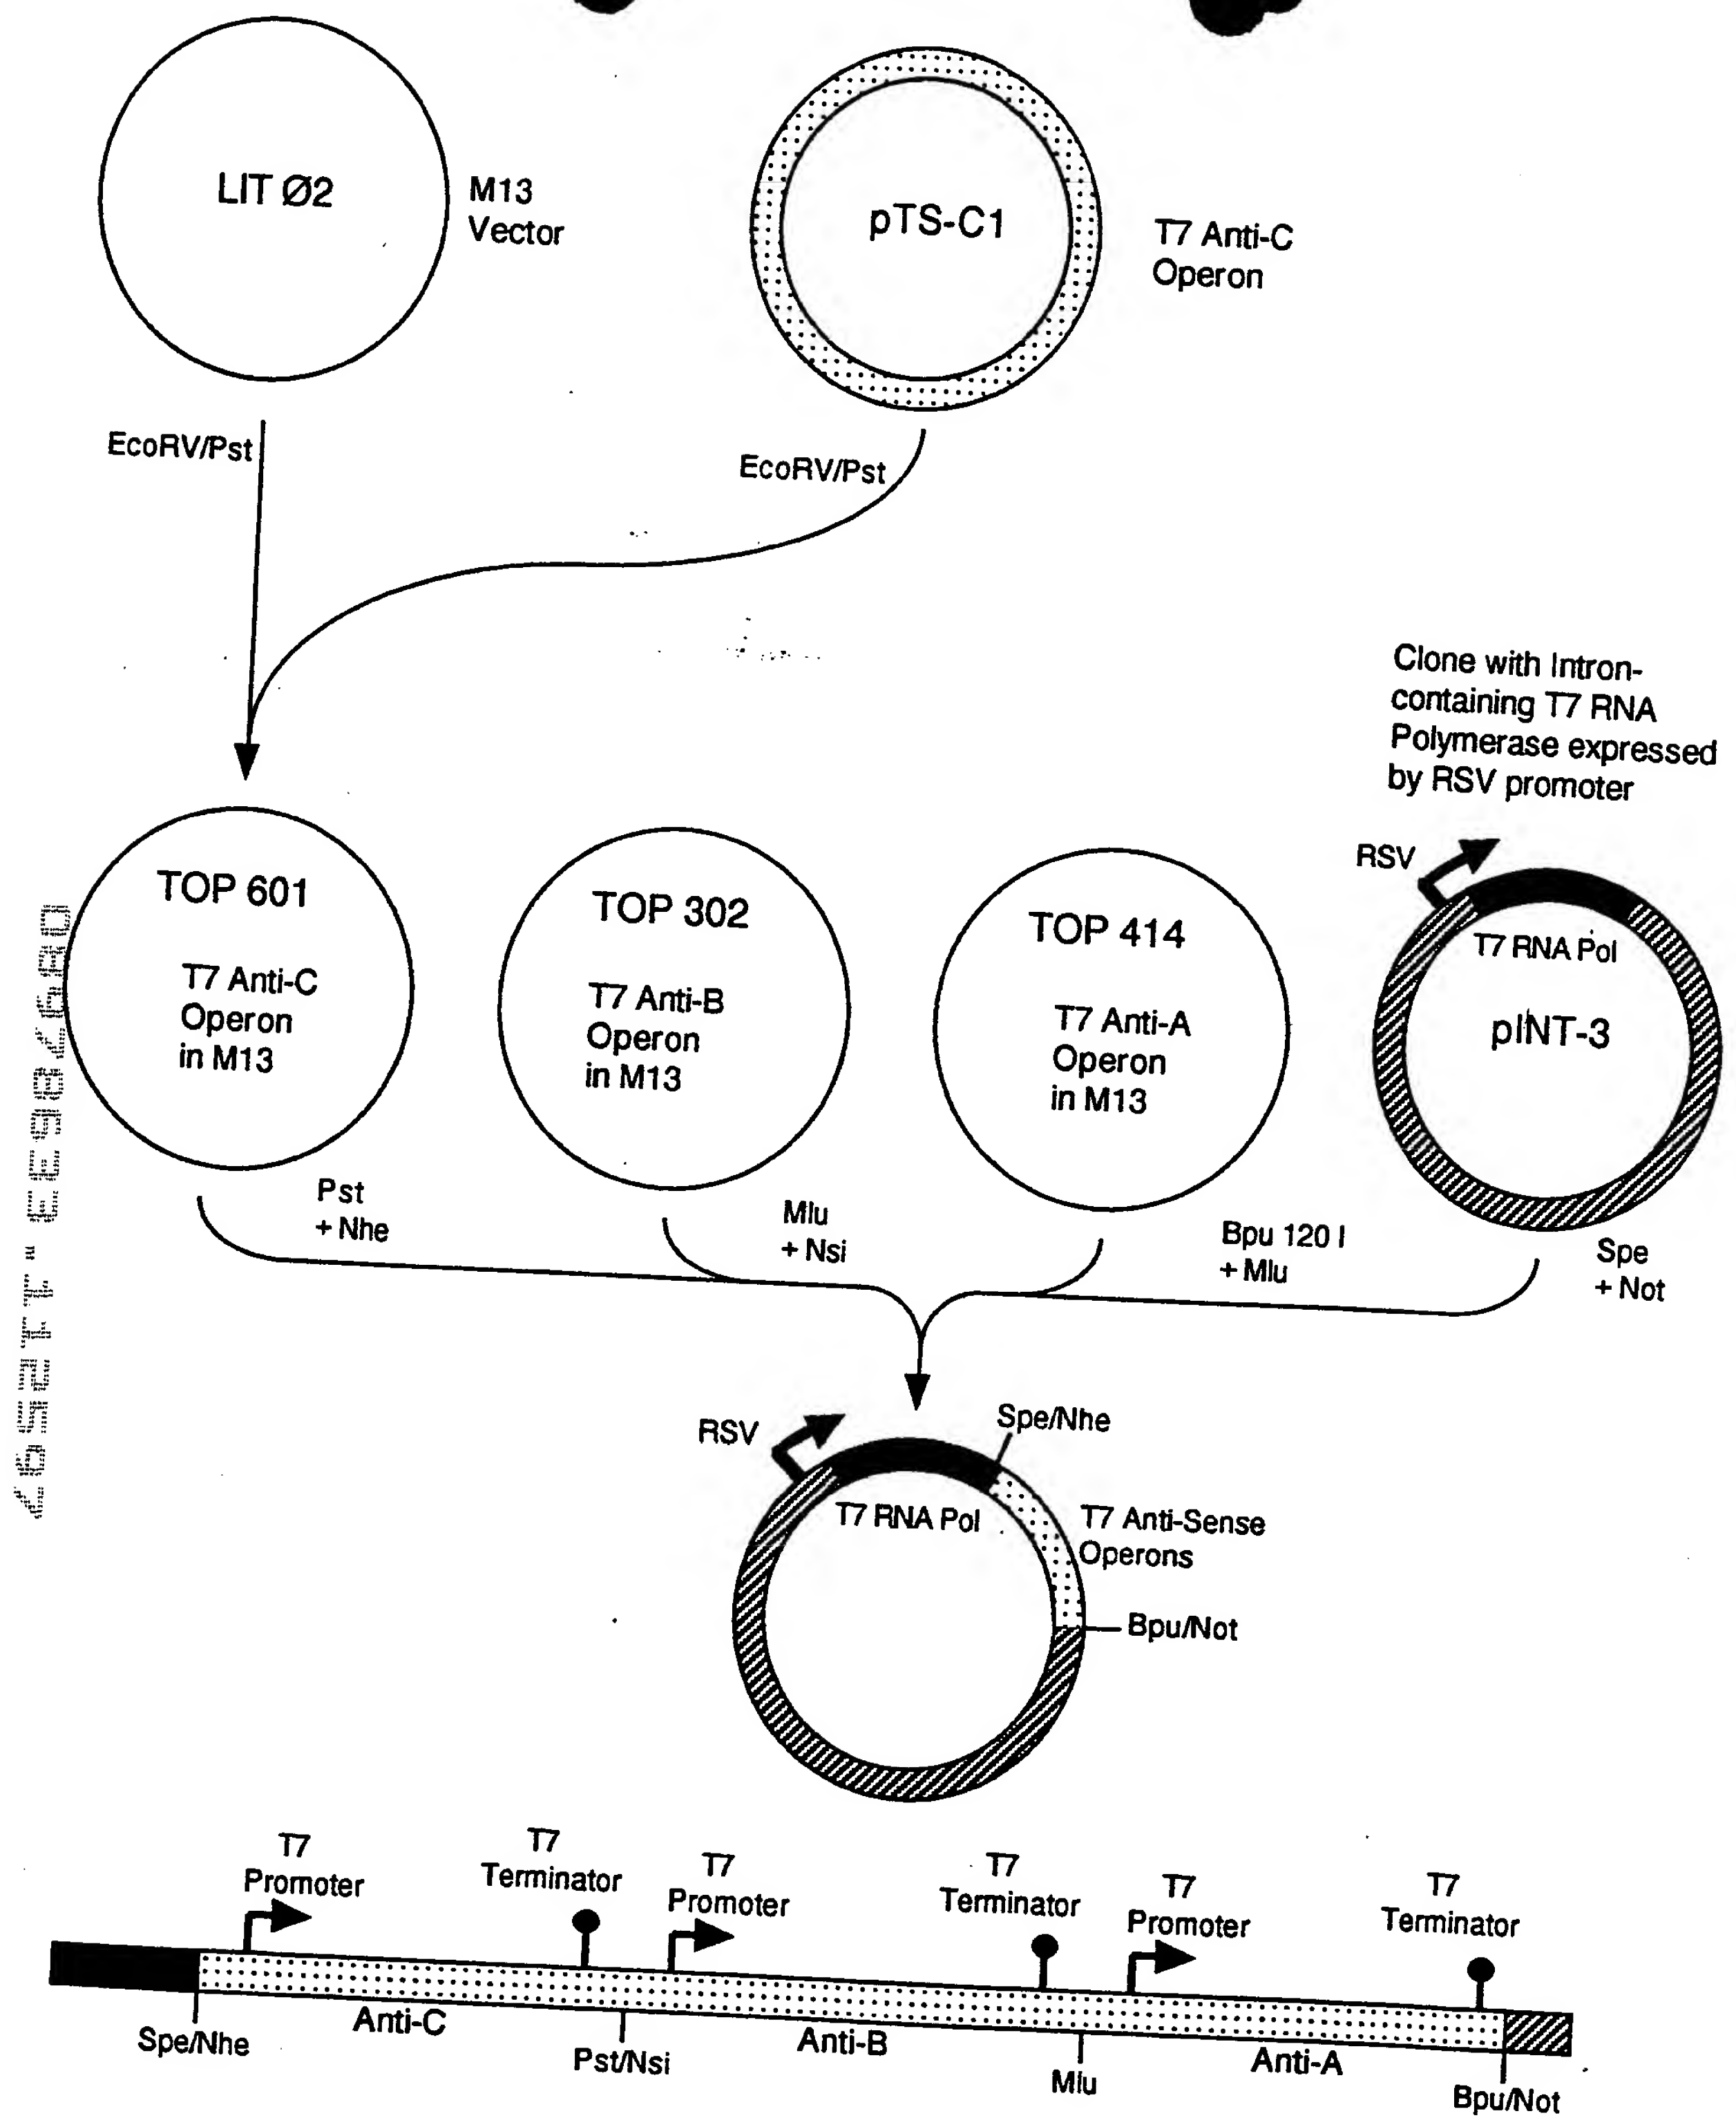 LIT Ø2
M13
Vector
pTS-C1
T7 Anti-C
Operon
EcoRV/Pst
EcoRV/Pst
Clone with Intron-
containing T7 RNA
Polymerase expressed
by RSV promoter
RSV
TOP 601
T7 Anti-C
Operon
in M13
TOP 302
T7 Anti-B
Operon
in M13
TOP 414
T7 Anti-A
Operon
in M13
T7 RNA Pol
pINT-3
Pst
+ Nhe
Mlu
+ Nsi
Bpu 120 I
+ Mlu
Spe
+ Not
RSV
Spe/Nhe
T7 RNA Pol
T7 Anti-Sense
Operons
Bpu/Not
T7
Promoter
T7
Terminator
T7
Promoter
T7
Terminator
T7
Promoter
T7
Terminator
Spe/Nhe
Anti-C
Pst/Nsi
Anti-B
Mlu
Anti-A
Bpu/Not